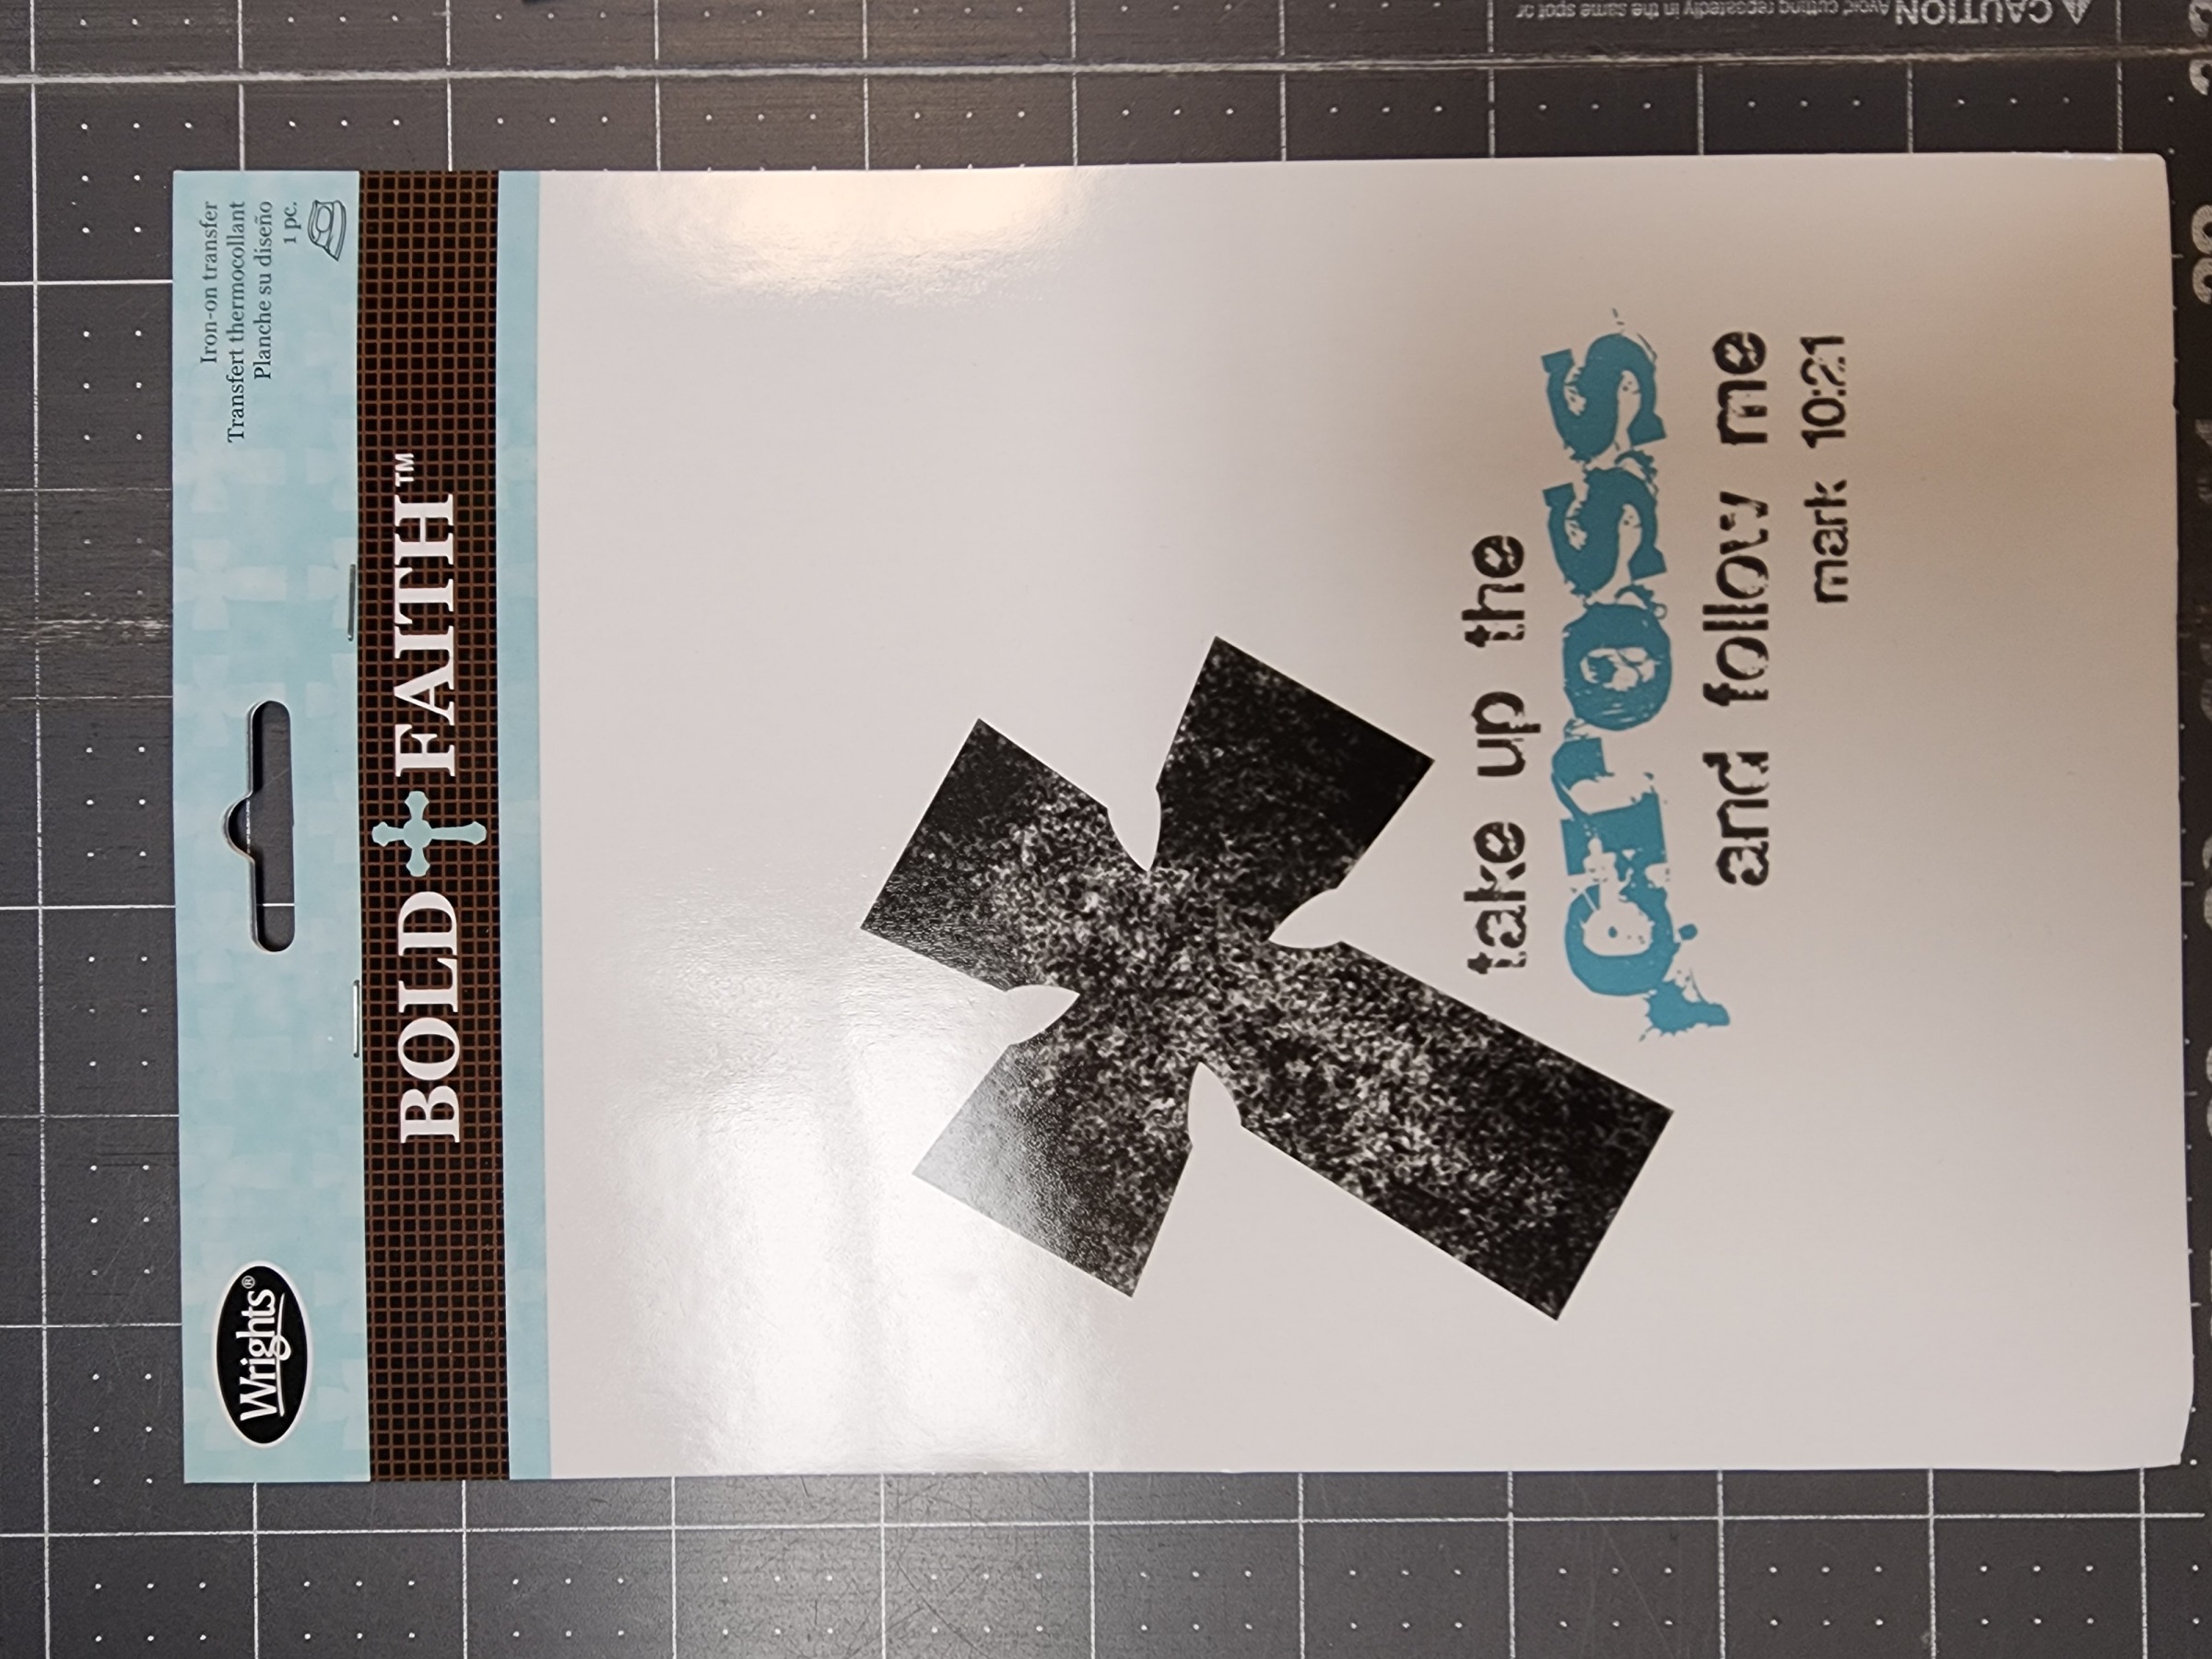 Wrights®
Iron-on transfer
Transfert thermocollant
Planche su diseño
1 pc.
BOLD FAITH™
take up the
cross
and follow me
mark 10:21
CAUTION Avoid cutting repeatedly in the same spot or